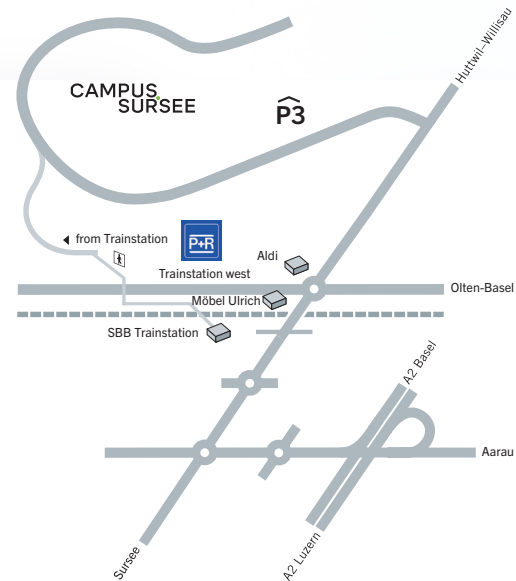 Huttwil–Willisau
CAMPUS
SURSEE
P3
from Trainstation
P+R
Trainstation west
Aldi
Olten-Basel
Möbel Ulrich
SBB Trainstation
A2 Basel
Aarau
Sursee
A2 Luzern